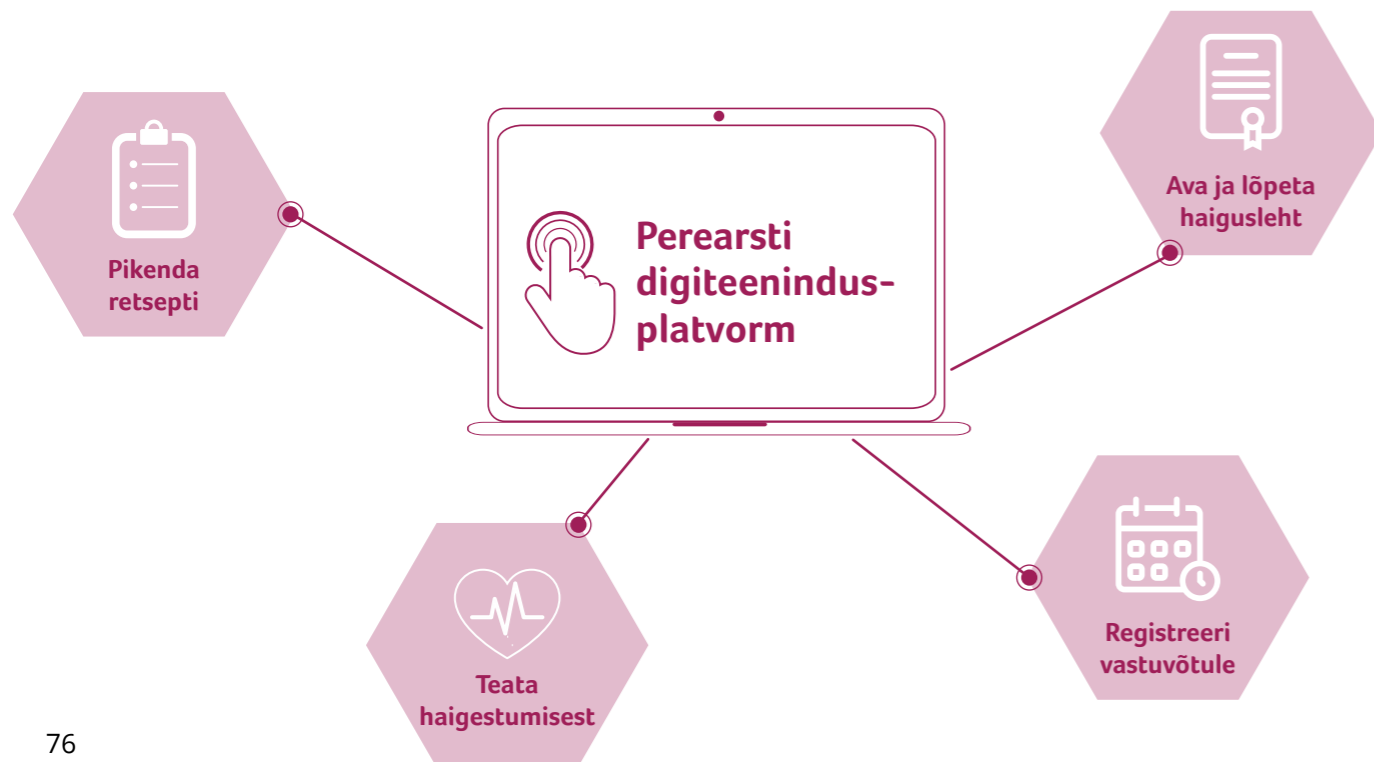 Ava ja lõpeta
haigusleht
Pikenda
retsepti
Perearsti
digiteenindus-
platvorm
Registreeri
vastuvõtule
Teata
haigestumisest
76